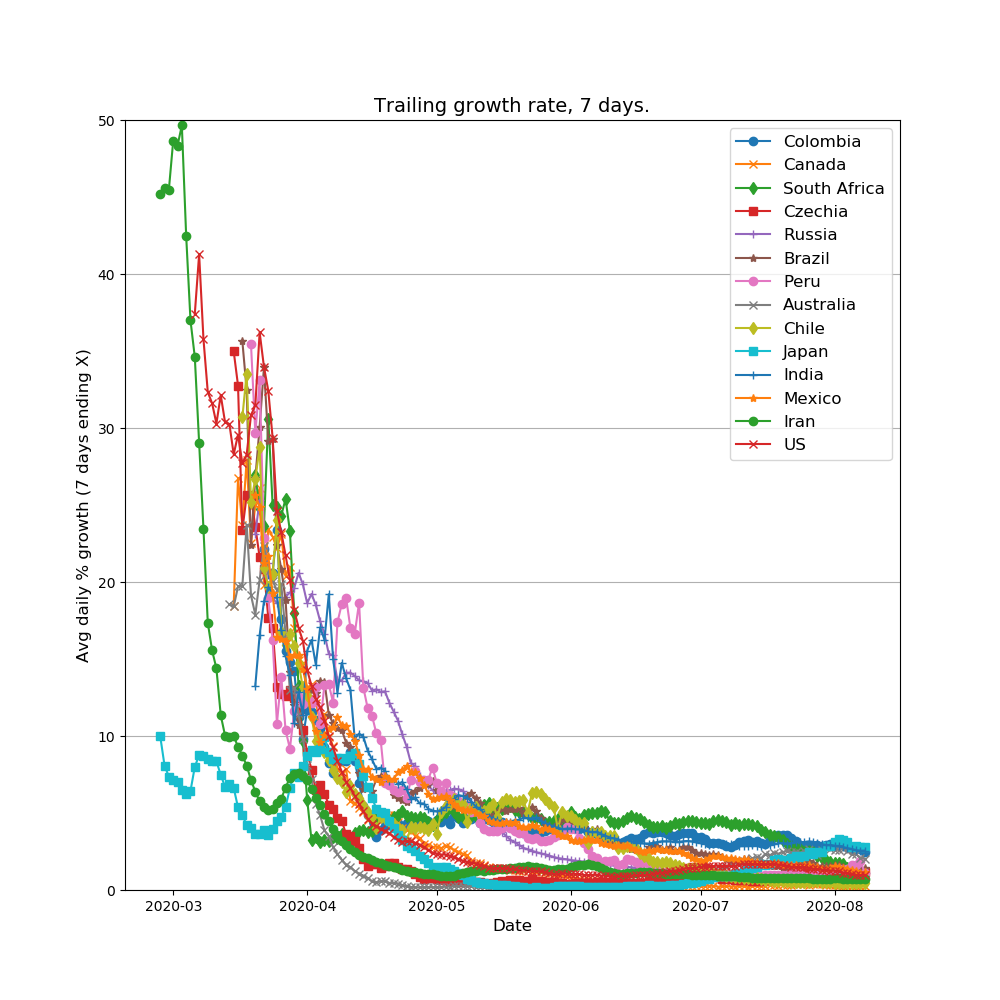 Trailing growth rate, 7 days.
50
40
30
20
10
0
Avg daily % growth (7 days ending X)
Colombia
Canada
South Africa
Czechia
Russia
Brazil
Peru
Australia
Chile
Japan
India
Mexico
Iran
US
2020-03 2020-04 2020-05 2020-06 2020-07 2020-08
Date